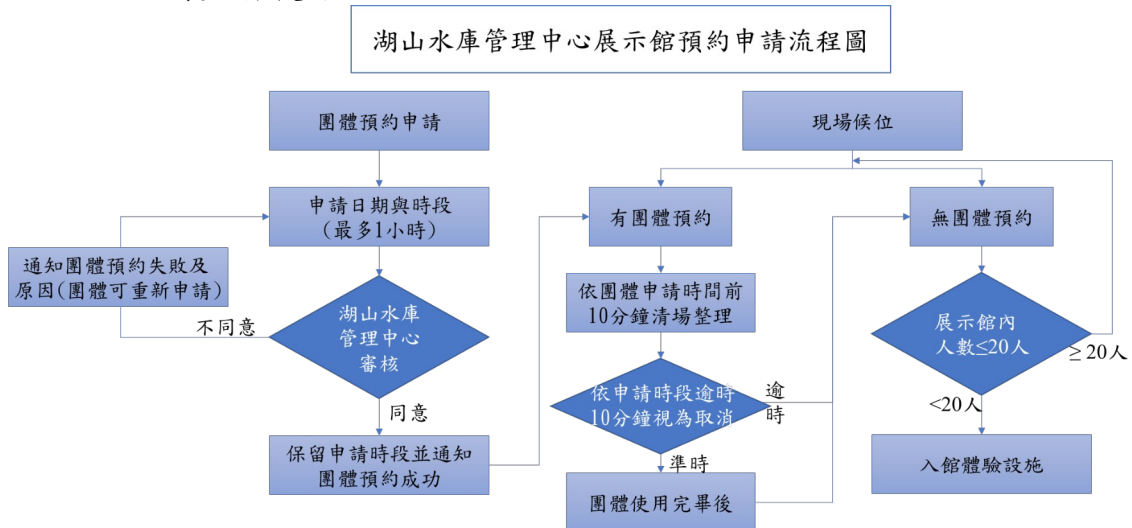 湖山水庫管理中心展示館預約申請流程圖
團體預約申請
申請日期與時段
(最多1小時)
通知團體預約失敗及
原因(團體可重新申請)
不同意
湖山水庫
管理中心
審核
同意
保留申請時段並通知
團體預約成功
現場候位
有團體預約
依團體申請時間前
10分鐘清場整理
依申請時段逾時
10分鐘視為取消
逾
時
準時
團體使用完畢後
無團體預約
展示館內
人數≤20人
≥ 20人
<20人
入館體驗設施